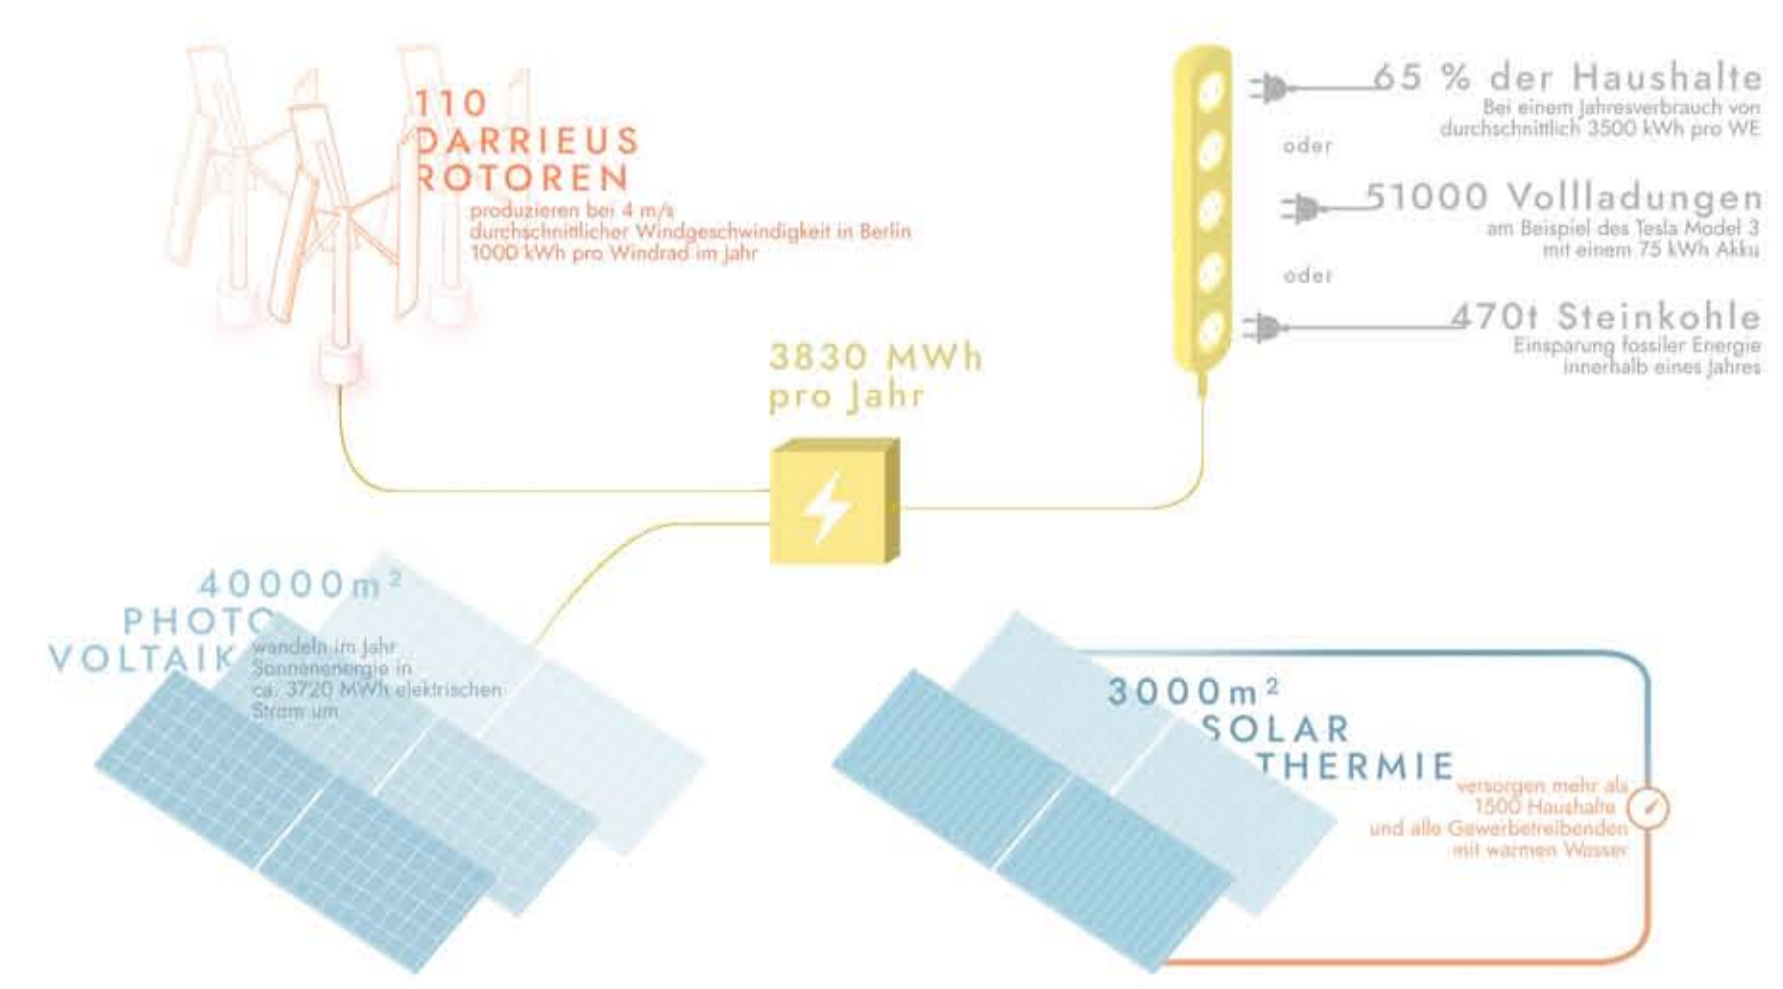 110
DARRIEUS
ROTOREN
produzieren bei 4 m/s
durchschnittlicher Windgeschwindigkeit in Berlin
1000 kWh pro Windrad im Jahr
65 % der Haushalte
Bei einem Jahresverbrauch von
durchschnittlich 3500 kWh pro WE
oder
51000 Vollladungen
am Beispiel des Tesla Model 3
mit einem 75 kWh Akku
oder
470t Steinkohle
Einsparung fossiler Energie
innerhalb eines Jahres
3830 MWh
pro Jahr
40000m²
PHOTO
VOLTAIK
wandeln im Jahr
Sonnenenergie in
ca. 3720 MWh elektrischen
Strom um
3000m²
SOLAR
THERMIE
versorgen mehr als
1500 Haushalte
und alle Gewerbetreibenden
mit warmen Wasser